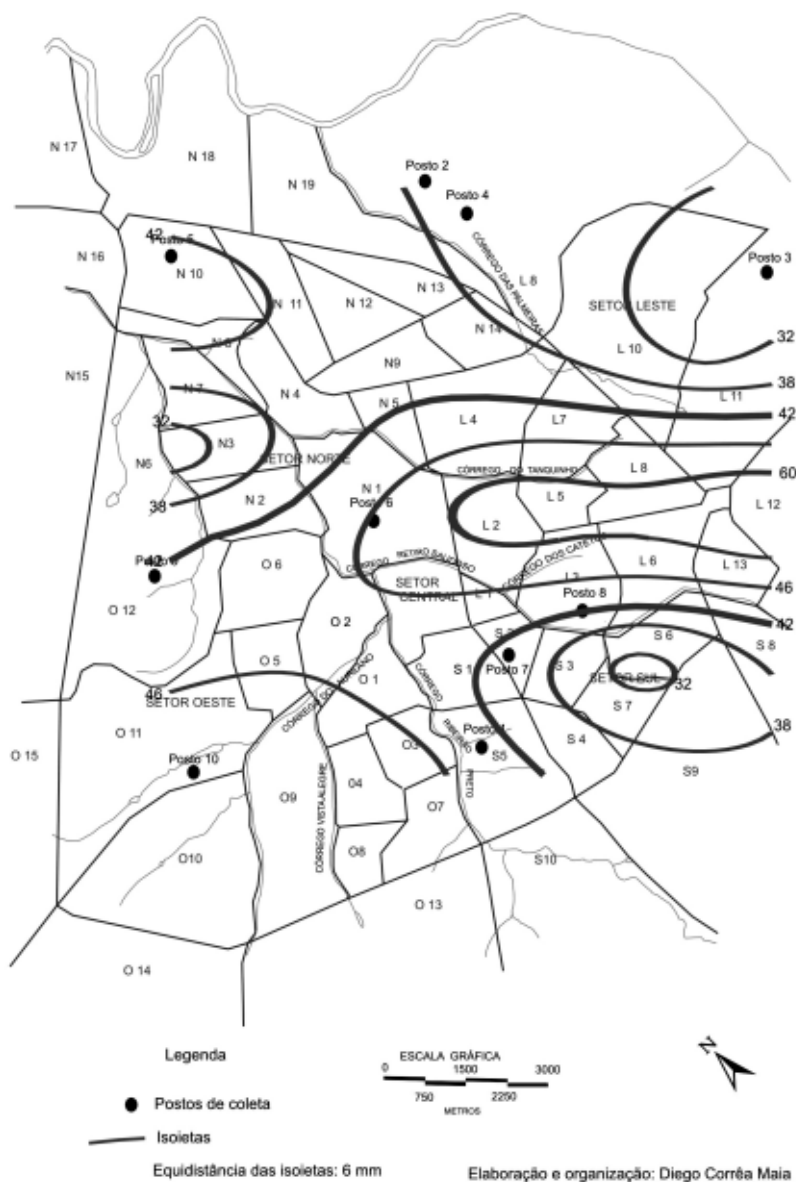 N 17
N 18
N 19
Posto 2
Posto 4
42
Posto 5
N 16
N 10
CÓRREGO DAS PALMEIRAS
L 8
Posto 3
N 11
N 12
N 13
SETOR LESTE
N 14
32
L 10
N9
N15
N 7
N 4
38
L 11
N 5
42
32
L 4
L7
N3
SETOR NORTE
N6
CÓRREGO DO TANQUINHO
L 8
60
N 1
L 5
38
N 2
Posto 6
L 2
L 12
42
O 6
CÓRREGO RETIRO SAUDOSO
CÓRREGO DOS CATETOS
L 6
L 13
SETOR
CENTRAL
46
O 12
Posto 8
O 2
42
S 6
S 8
O 5
S 1
Posto 7
S 3
SETOR SUL
46
SETOR OESTE
O 1
CÓRREGO
32
S 7
O 11
38
S 4
O 15
Posto 10
O3
RIBEIRÃO PRETO
S5
S9
O9
04
CÓRREGO VISTA ALEGRE
O7
O10
O8
S10
O 13
O 14
N
Legenda
ESCALA GRÁFICA
0 1500 3000
750 2250
METROS
Postos de coleta
Isoietas
Equidistância das isoietas: 6 mm
Elaboração e organização: Diego Corrêa Maia